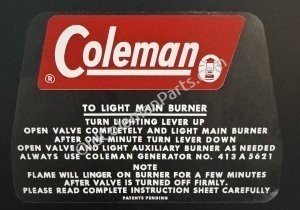 Coleman
®
TO LIGHT MAIN BURNER
TURN LIGHTING LEVER UP
OPEN VALVE COMPLETELY AND LIGHT MAIN BURNER
AFTER ONE MINUTE TURN LEVER DOWN
OPEN VALVE AND LIGHT AUXILIARY BURNER AS NEEDED
ALWAYS USE COLEMAN GENERATOR NO. 413A5621
NOTE
FLAME WILL LINGER ON BURNER FOR A FEW MINUTES
AFTER VALVE IS TURNED OFF FIRMLY.
PLEASE READ COMPLETE INSTRUCTION SHEET CAREFULLY
PATENTS PENDING